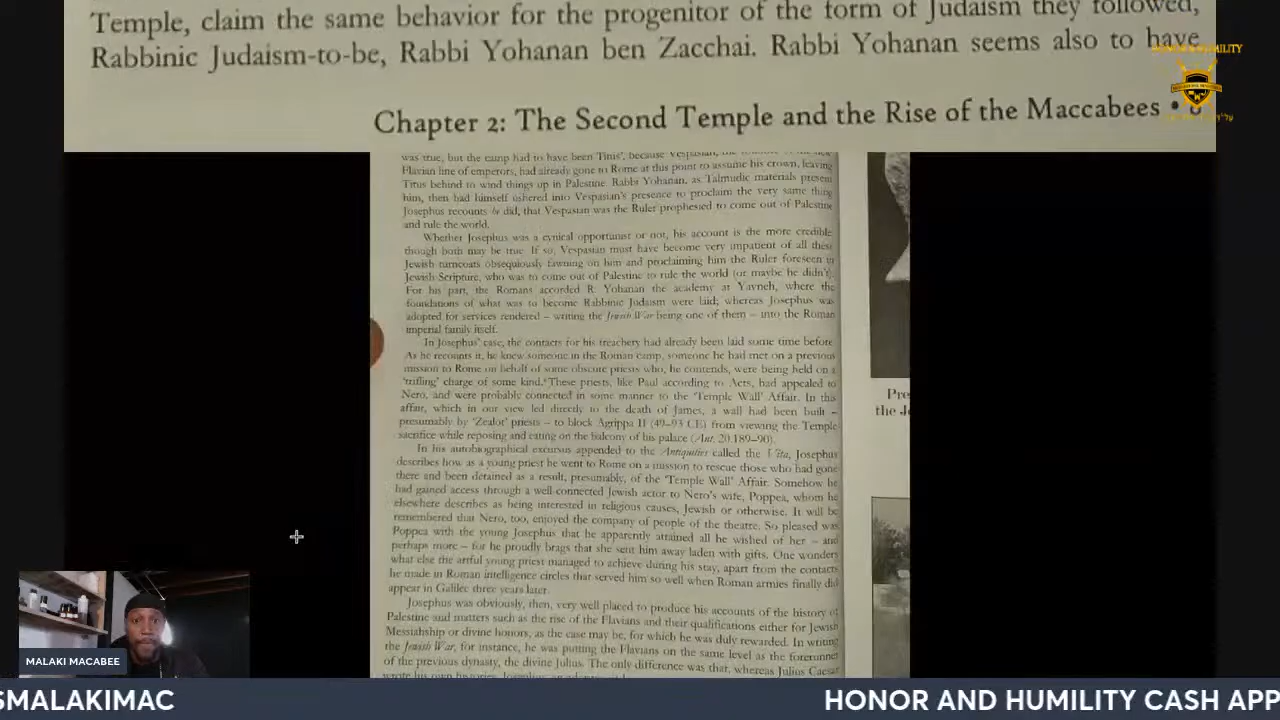 Temple, claim the same behavior for the progenitor of the form of Judaism they followed,
Rabbinic Judaism-to-be, Rabbi Yohanan ben Zacchai. Rabbi Yohanan seems also to have
Chapter 2: The Second Temple and the Rise of the Maccabees •
was true, but the camp had to have been Titus', because Vespasian,
Flavian line of emperors, had already gone to Rome at this point to assume his crown, leaving
Titus behind to wind things up in Palestine. Rabbi Yohanan, as Talmudic materials present
him, then had himself ushered into Vespasian's presence to proclaim the very same thing
Josephus recounts he did, that Vespasian was the Ruler prophesied to come out of Palestine
and rule the world.
Whether Josephus was a cynical opportunist or not, his account is the more credible
though both may be true. If so, Vespasian must have become very impatient of all these
Jewish turncoats obsequiously fawning on him and proclaiming him the Ruler foreseen in
Jewish Scripture, who was to come out of Palestine to rule the world (or maybe he didn't).
For his part, the Romans accorded R. Yohanan the academy at Yavneh, where the
foundations of what was to become Rabbinic Judaism were laid; whereas Josephus was
adopted for services rendered – writing the Jewish War being one of them – into the Roman
imperial family itself.
In Josephus' case, the contacts for his treachery had already been laid some time before.
As he recounts it, he knew someone in the Roman camp, someone he had met on a previous
mission to Rome on behalf of some obscure priests who, he contends, were being held on a
'trifling' charge of some kind. These priests, like Paul according to Acts, had appealed to
Nero, and were probably connected in some manner to the 'Temple Wall' Affair. In this
affair, which in our view led directly to the death of James, a wall had been built –
presumably by 'Zealot' priests – to block Agrippa II (49–93 CE) from viewing the Temple
sacrifice while reposing and eating on the balcony of his palace (Ant. 20.189–90).
In his autobiographical excursus appended to the Antiquities called the Vita, Josephus
describes how as a young priest he went to Rome on a mission to rescue those who had gone
there and been detained as a result, presumably, of the 'Temple Wall' Affair. Somehow he
had gained access through a well-connected Jewish actor to Nero's wife, Poppea, whom he
elsewhere describes as being interested in religious causes, Jewish or otherwise. It will be
remembered that Nero, too, enjoyed the company of people of the theatre. So pleased was
Poppea with the young Josephus that he apparently attained all he wished of her – and
perhaps more – for he proudly brags that she sent him away laden with gifts. One wonders
what else the artful young priest managed to achieve during his stay, apart from the contacts
he made in Roman intelligence circles that served him so well when Roman armies finally did
appear in Galilee three years later.
Josephus was obviously, then, very well placed to produce his accounts of the history of
Palestine and matters such as the rise of the Flavians and their qualifications either for Jewish
Messiahship or divine honors, as the case may be, for which he was duly rewarded. In writing
the Jewish War, for instance, he was putting the Flavians on the same level as the forerunner
of the previous dynasty, the divine Julius. The only difference was that, whereas Julius Caesar
wrote his own histories, Josephus,
Pre
the J
MALAKI MACABEE
SMALAKIMAC
HONOR AND HUMILITY CASH APP